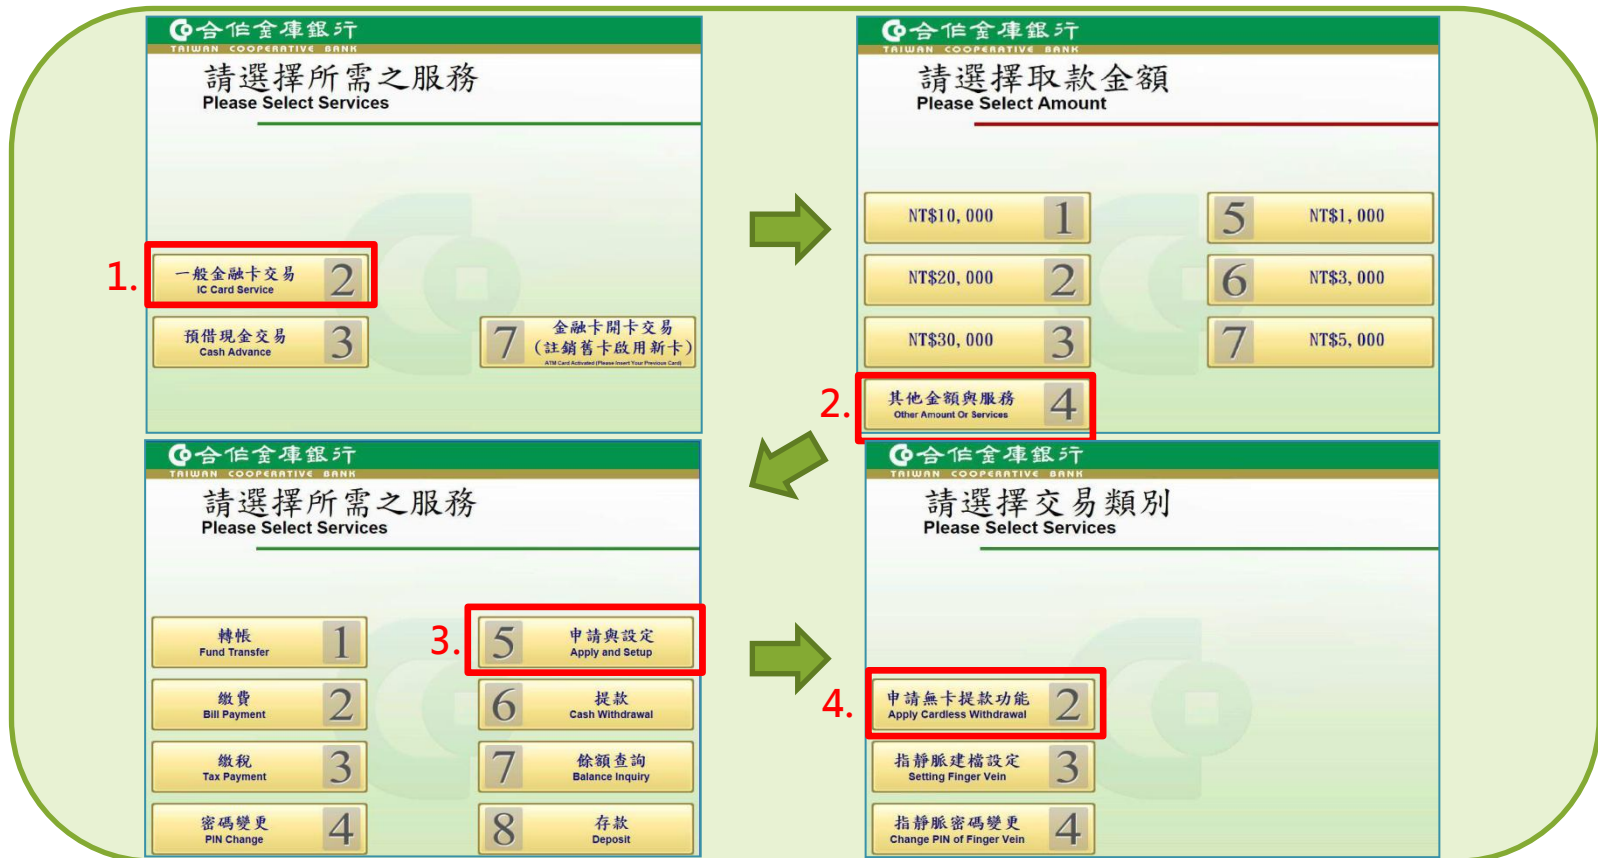 合作金庫銀行
TAIWAN COOPERATIVE BANK
請選擇所需之服務
Please Select Services
1.
一般金融卡交易
IC Card Service
2
預借現金交易
Cash Advance
3
7
金融卡開卡交易
(註銷舊卡啟用新卡)
ATM Card Activated (Please Insert Your Previous Card)
合作金庫銀行
TAIWAN COOPERATIVE BANK
請選擇取款金額
Please Select Amount
NT$10,000
1
5
NT$1,000
NT$20,000
2
6
NT$3,000
NT$30,000
3
7
NT$5,000
2.
其他金額與服務
Other Amount Or Services
4
合作金庫銀行
TAIWAN COOPERATIVE BANK
請選擇所需之服務
Please Select Services
轉帳
Fund Transfer
1
3.
5
申請與設定
Apply and Setup
繳費
Bill Payment
2
6
提款
Cash Withdrawal
繳稅
Tax Payment
3
7
餘額查詢
Balance Inquiry
密碼變更
PIN Change
4
8
存款
Deposit
合作金庫銀行
TAIWAN COOPERATIVE BANK
請選擇交易類別
Please Select Services
4.
申請無卡提款功能
Apply Cardless Withdrawal
2
指靜脈建檔設定
Setting Finger Vein
3
指靜脈密碼變更
Change PIN of Finger Vein
4